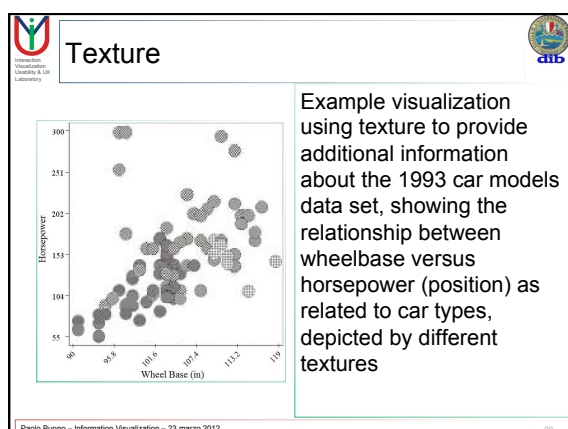 Interaction
Visualization
Usability & UX
Laboratory
Texture
dib
Example visualization
using texture to provide
additional information
about the 1993 car models
data set, showing the
relationship between
wheelbase versus
horsepower (position) as
related to car types,
depicted by different
textures
Horsepower
300
251
202
153
104
55
90
95.8
101.6
107.4
113.2
119
Wheel Base (in)
Paolo Buono – Information Visualization – 23 marzo 2012